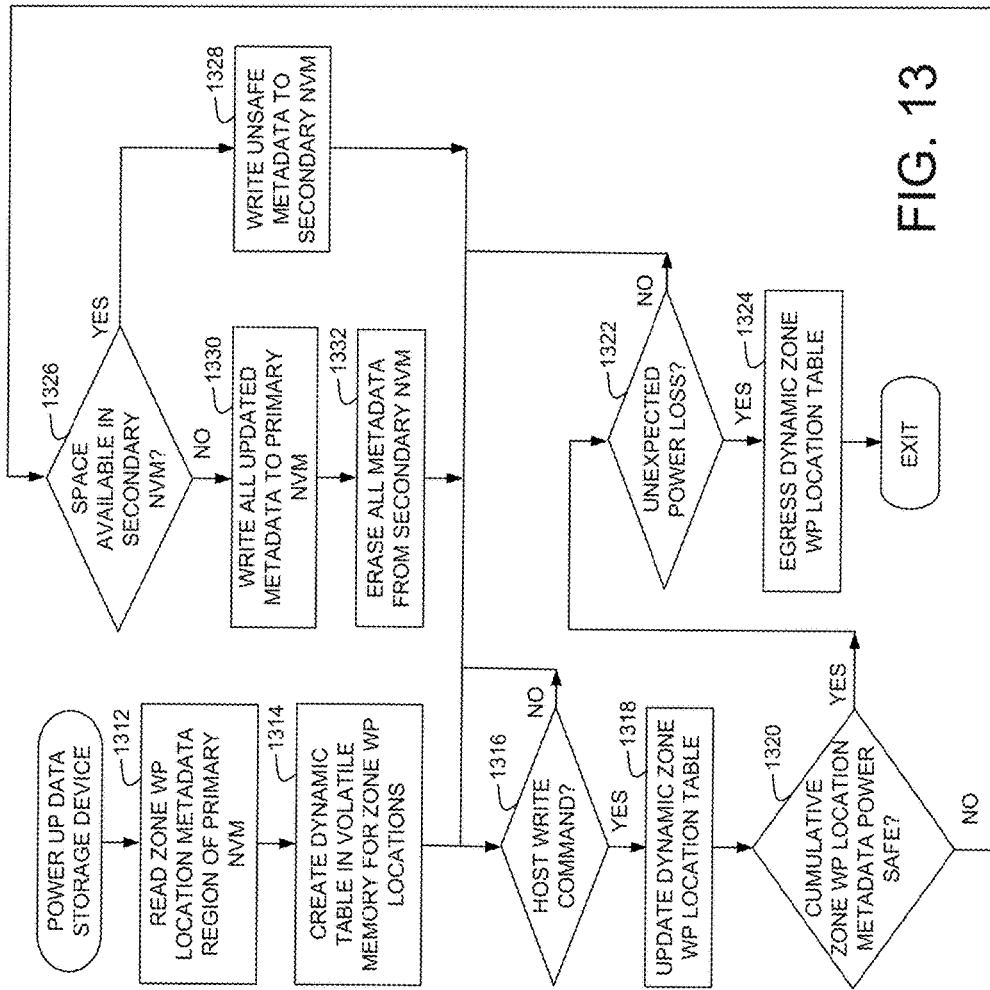 POWER UP DATA
STORAGE DEVICE
1312
READ ZONE WP
LOCATION METADATA
REGION OF PRIMARY
NVM
1314
CREATE DYNAMIC
TABLE IN VOLATILE
MEMORY FOR ZONE WP
LOCATIONS
1316
HOST WRITE
COMMAND?
NO
YES
1318
UPDATE DYNAMIC ZONE
WP LOCATION TABLE
1320
CUMULATIVE
ZONE WP LOCATION
METADATA POWER
SAFE?
YES
NO
1326
SPACE
AVAILABLE IN
SECONDARY
NVM?
YES
NO
1328
WRITE UNSAFE
METADATA TO
SECONDARY NVM
1330
WRITE ALL UPDATED
METADATA TO PRIMARY
NVM
1332
ERASE ALL METADATA
FROM SECONDARY NVM
1322
UNEXPECTED
POWER LOSS?
NO
YES
1324
EGRESS DYNAMIC ZONE
WP LOCATION TABLE
EXIT
FIG. 13